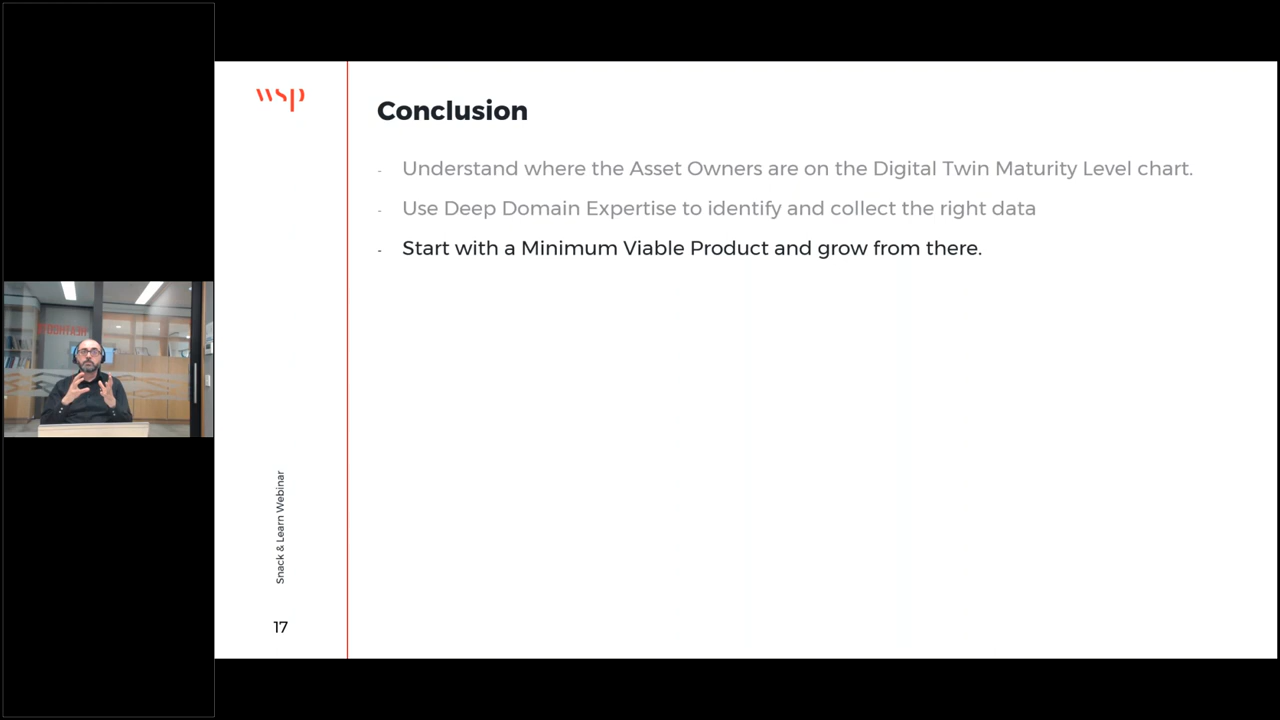 wsp
Conclusion
- Understand where the Asset Owners are on the Digital Twin Maturity Level chart.
- Use Deep Domain Expertise to identify and collect the right data
- Start with a Minimum Viable Product and grow from there.
Snack & Learn Webinar
17